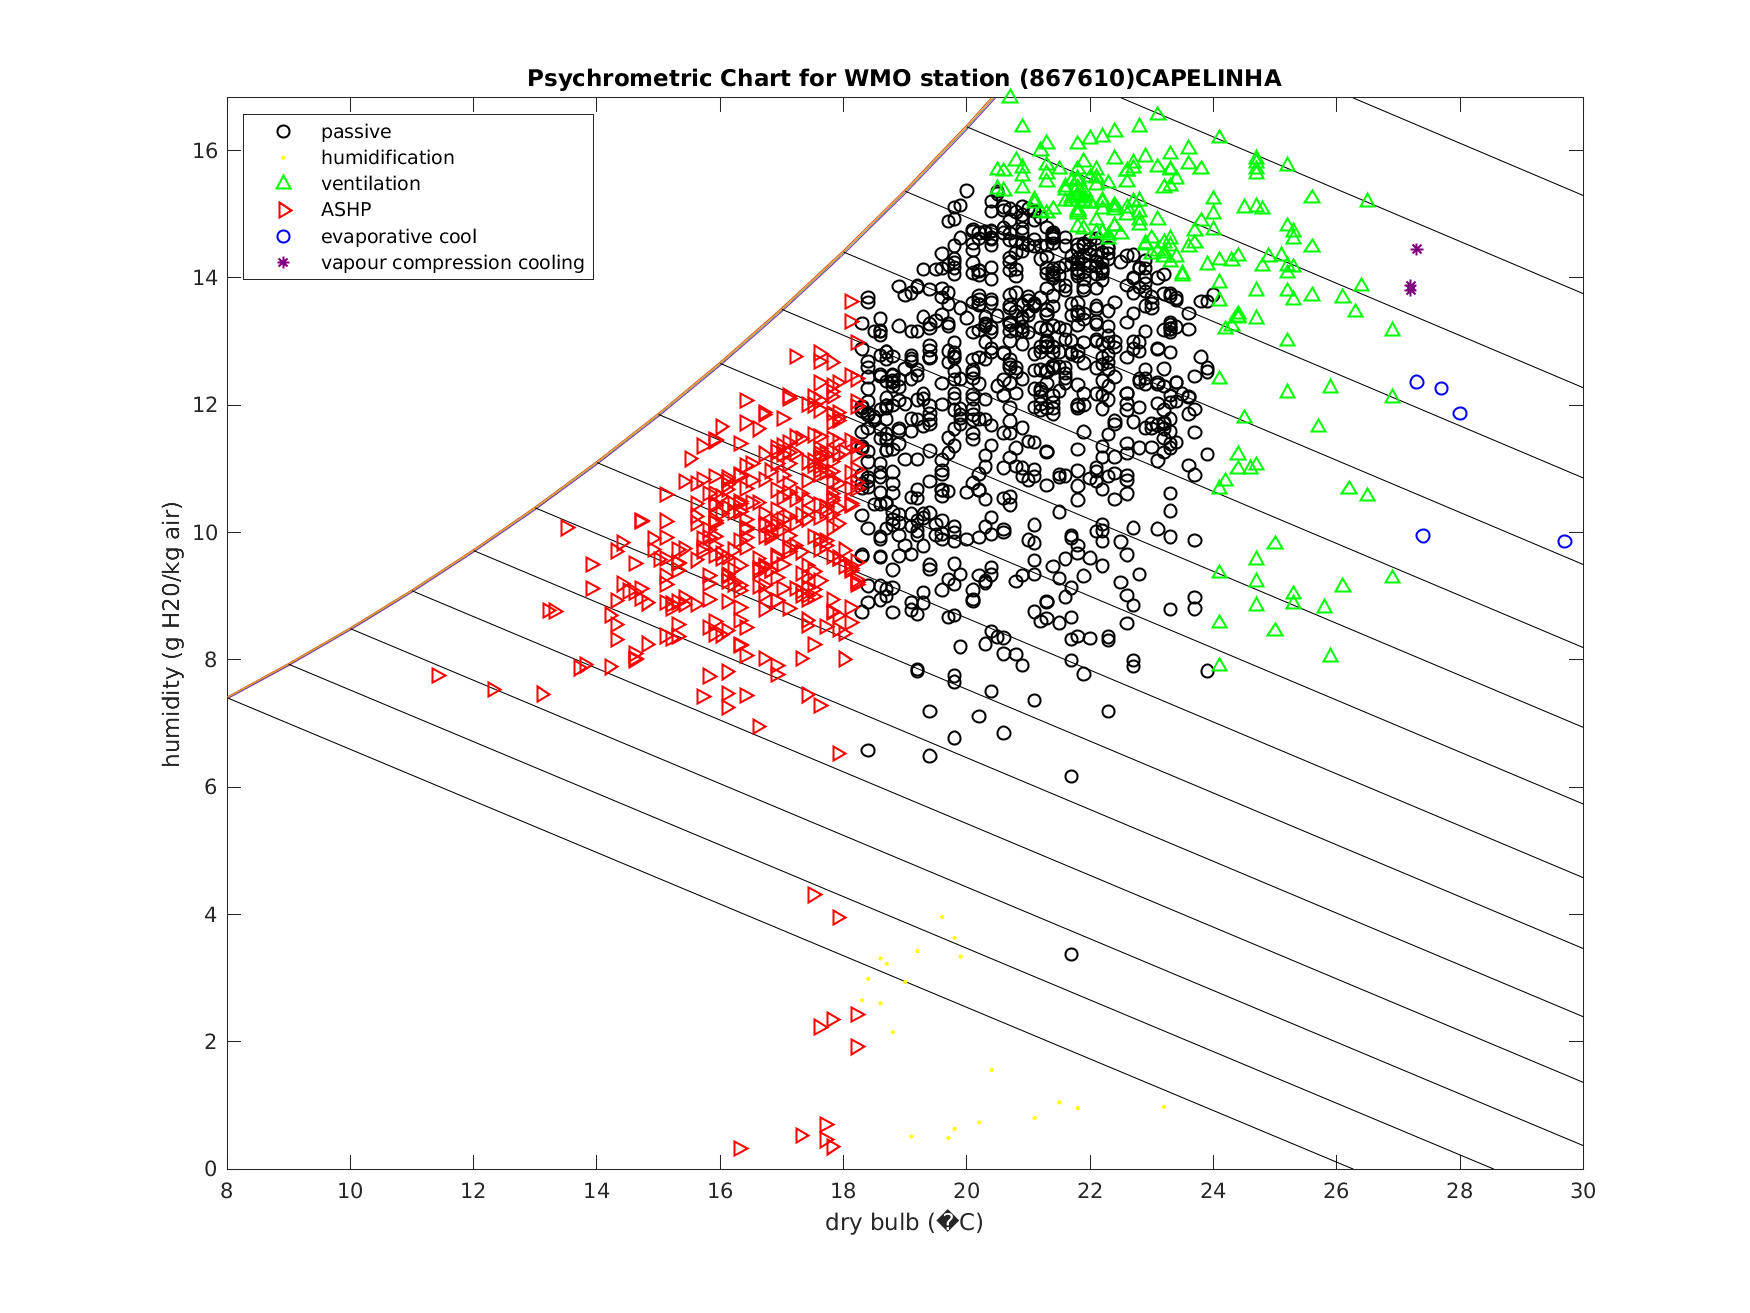 Psychrometric Chart for WMO station (867610)CAPELINHA
passive
humidification
ventilation
ASHP
evaporative cool
vapour compression cooling
humidity (g H20/kg air)
16
14
12
10
8
6
4
2
0
8 10 12 14 16 18 20 22 24 26 28 30
dry bulb (�C)